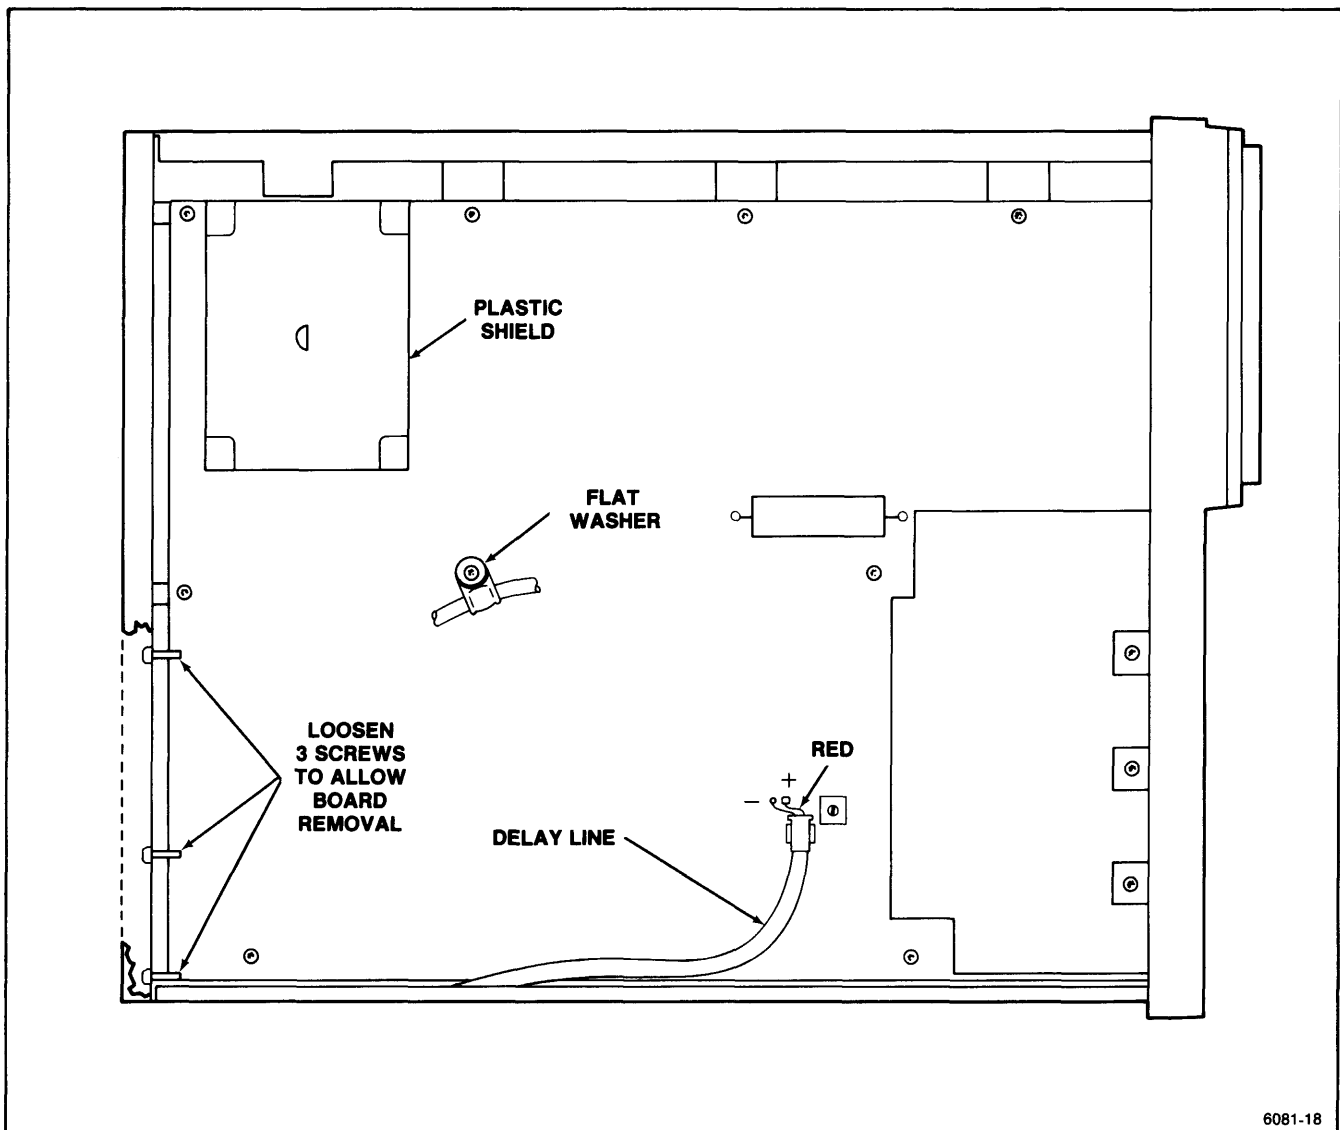 PLASTIC
SHIELD
FLAT
WASHER
LOOSEN
3 SCREWS
TO ALLOW
BOARD
REMOVAL
RED
+
−
DELAY LINE
6081-18